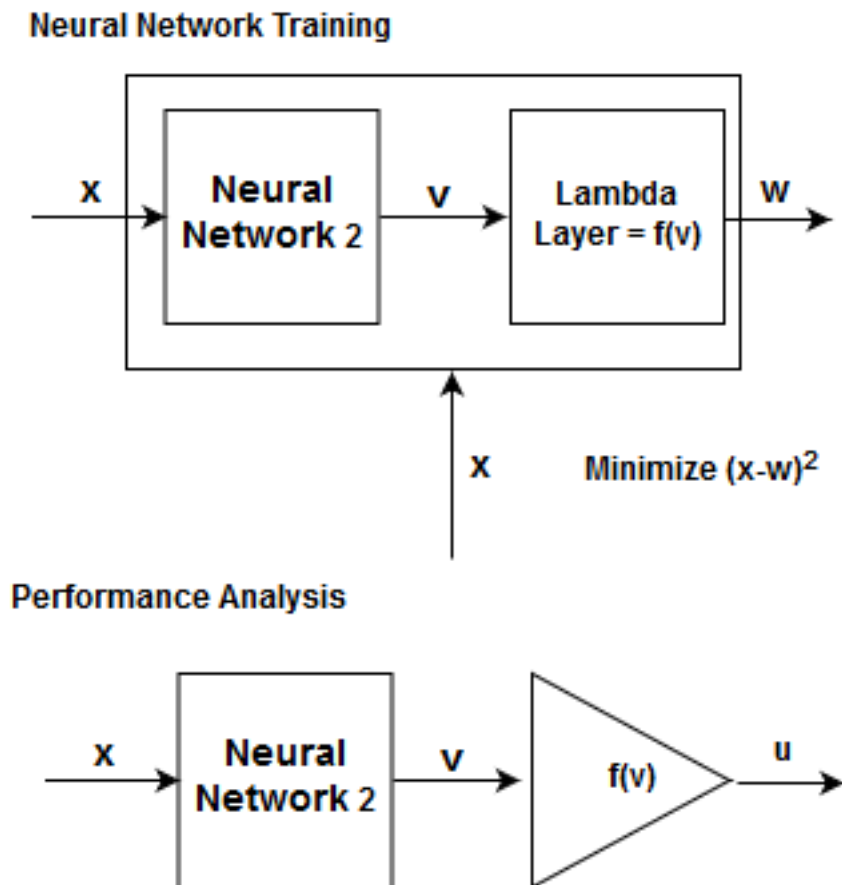 Neural Network Training
x
Neural
Network 2
v
Lambda
Layer = f(v)
w
x
Minimize (x-w)²
Performance Analysis
x
Neural
Network 2
v
f(v)
u